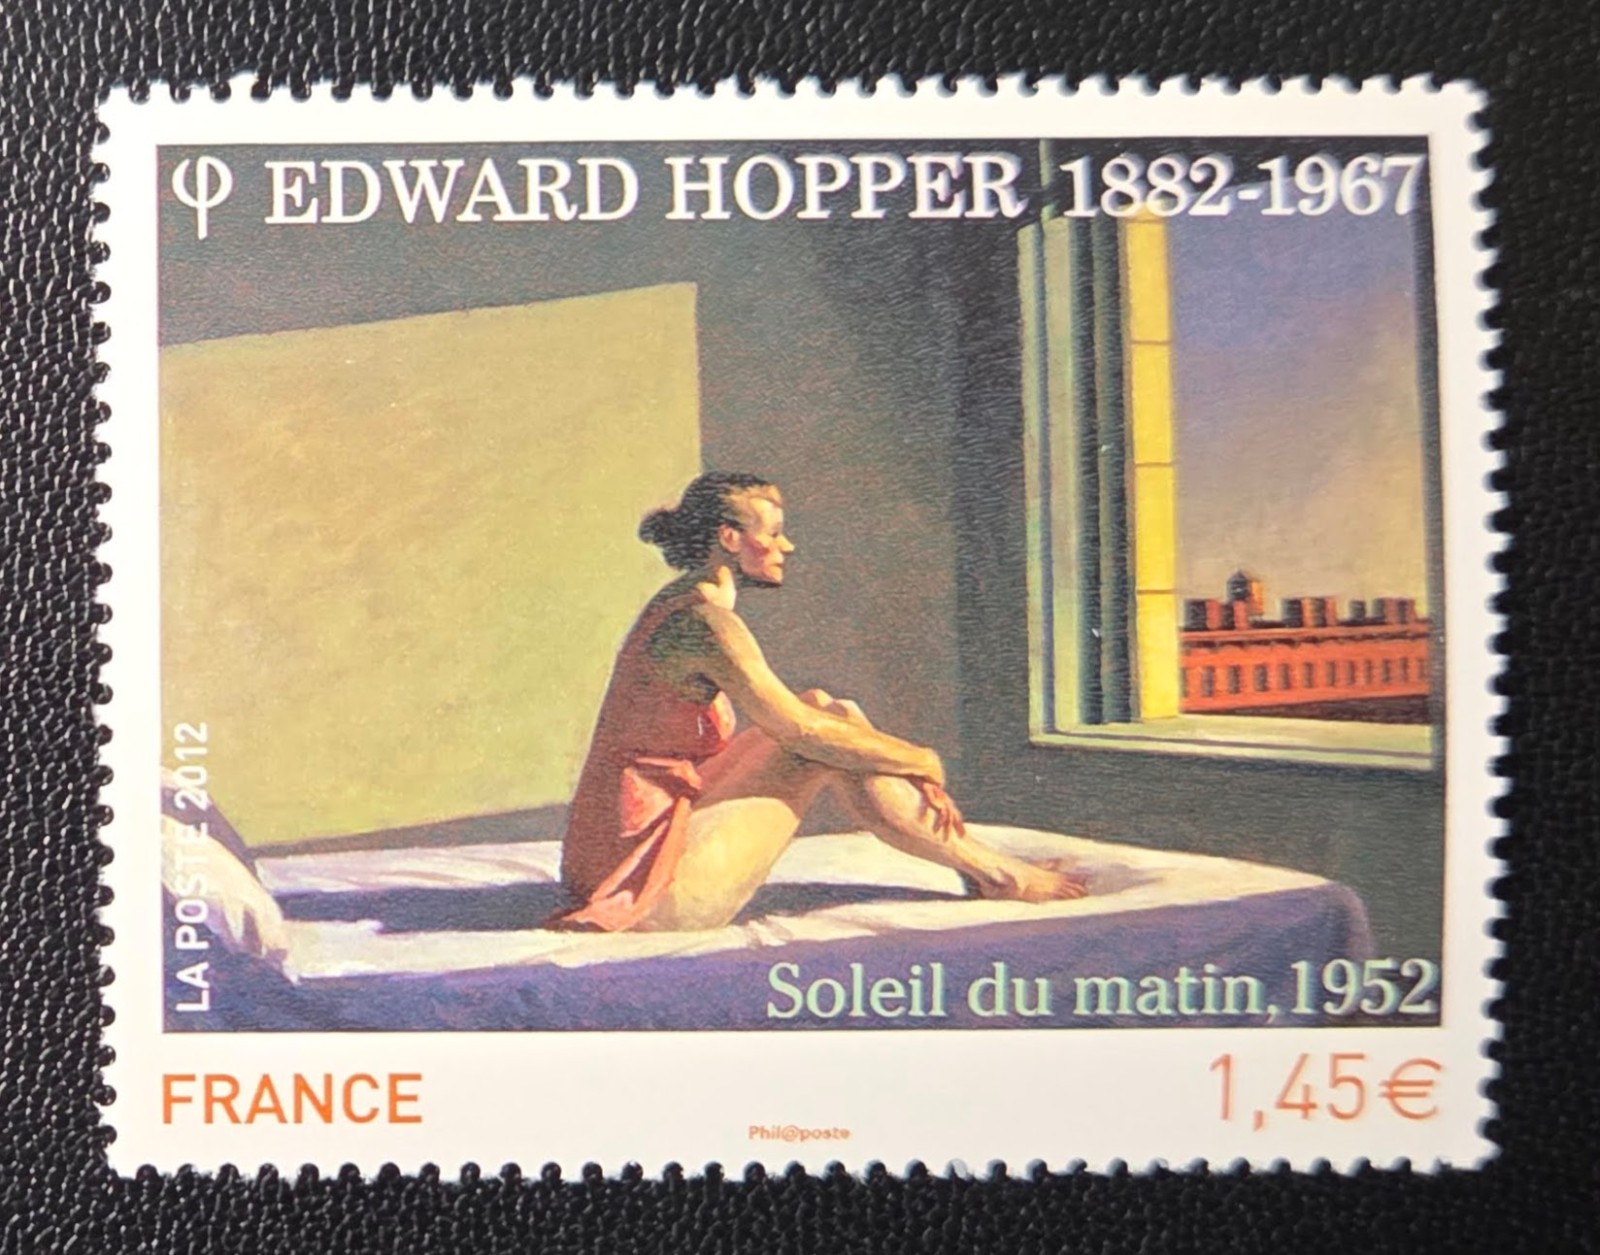 φ EDWARD HOPPER 1882-1967
LA POSTE 2012
Soleil du matin, 1952
FRANCE
1,45€
Phil@poste